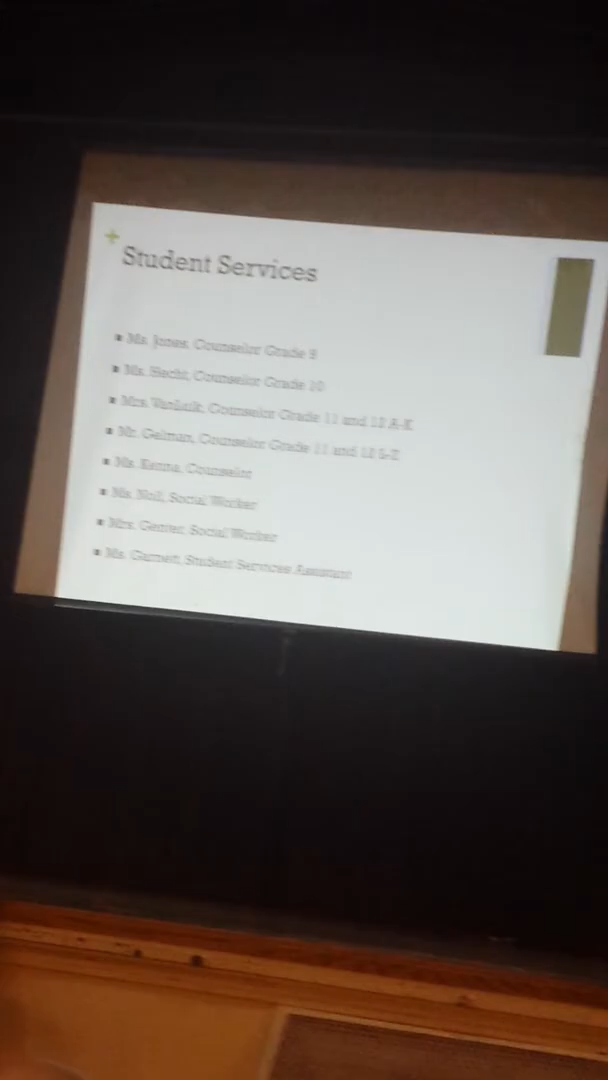 +
Student Services
▪ Ms. Jones, Counselor Grade 9
▪ Ms. Hecht, Counselor Grade 10
▪ Mrs. Counselor Grade 11 and 12 A-K
▪ Mr. Gelman, Counselor Grade 11 and 12 L-Z
▪ Ms. Kenna, Counselor
▪ Ms. Noll, Social Worker
▪ Mrs. Social Worker
▪ Ms. Garnett, Student Services Assistant